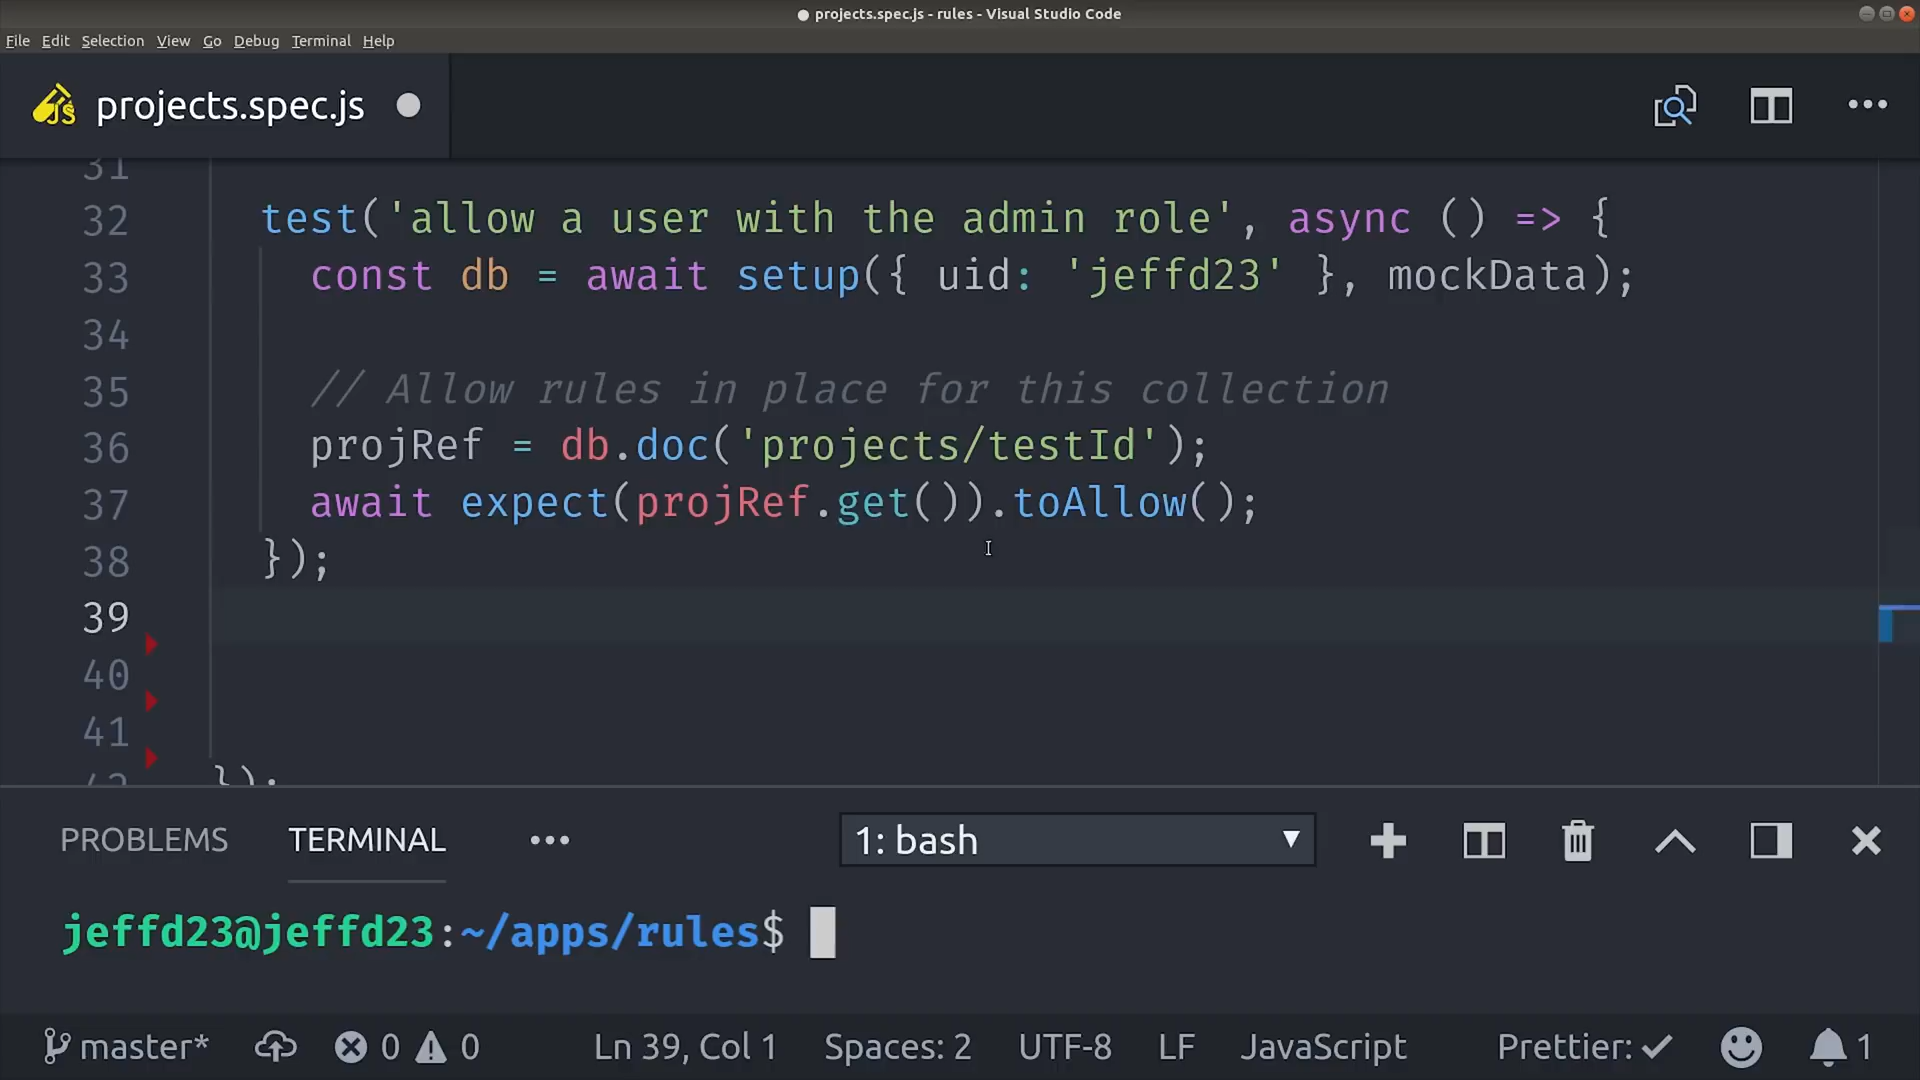 ● projects.spec.js - rules - Visual Studio Code
File Edit Selection View Go Debug Terminal Help
JS projects.spec.js ●
31
32 test('allow a user with the admin role', async () => {
33 const db = await setup({ uid: 'jeffd23' }, mockData);
34
35 // Allow rules in place for this collection
36 projRef = db.doc('projects/testId');
37 await expect(projRef.get()).toAllow();
38 });
39
40
41
42 });
PROBLEMS TERMINAL ••• 1: bash
jeffd23@jeffd23:~/apps/rules$
master* 0 0 Ln 39, Col 1 Spaces: 2 UTF-8 LF JavaScript Prettier: ✓ 1